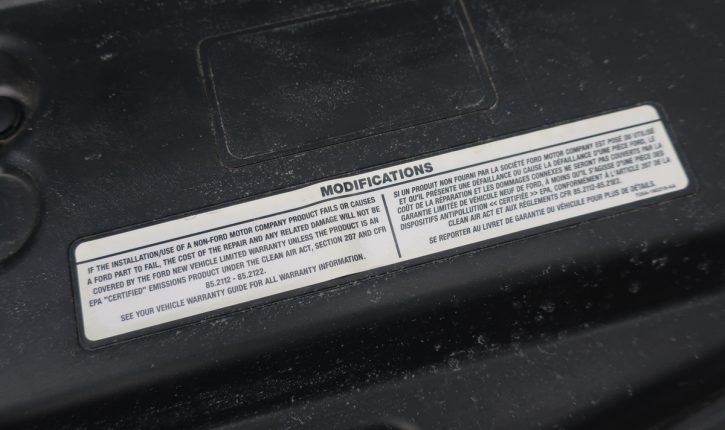 MODIFICATIONS
IF THE INSTALLATION/USE OF A NON-FORD MOTOR COMPANY PRODUCT FAILS OR CAUSES
A FORD PART TO FAIL, THE COST OF THE REPAIR AND ANY RELATED DAMAGE WILL NOT BE
COVERED BY THE FORD NEW VEHICLE LIMITED WARRANTY UNLESS THE PRODUCT IS AN
EPA "CERTIFIED" EMISSIONS PRODUCT UNDER THE CLEAN AIR ACT, SECTION 207 AND CFR
85.2112 - 85.2122.
SEE YOUR VEHICLE WARRANTY GUIDE FOR ALL WARRANTY INFORMATION.
SI UN PRODUIT NON FOURNI PAR LA SOCIÉTÉ FORD MOTOR COMPANY EST POSÉ OU UTILISÉ
ET QU'IL PRÉSENTE UNE DÉFAILLANCE OU CAUSE LA DÉFAILLANCE D'UNE PIÈCE FORD, LE
COÛT DE LA RÉPARATION ET LES DOMMAGES CONNEXES NE SERONT PAS COUVERTS PAR LA
GARANTIE LIMITÉE DE VÉHICULE NEUF DE FORD, À MOINS QU'IL S'AGISSE D'UNE PIÈCE DES
DISPOSITIFS ANTIPOLLUTION << CERTIFIÉE >> EPA, CONFORMÉMENT À L'ARTICLE 207 DE LA
CLEAN AIR ACT ET AUX RÈGLEMENTS CFR 85.2112-85.2122.
SE REPORTER AU LIVRET DE GARANTIE DU VÉHICULE POUR PLUS DE DÉTAILS.